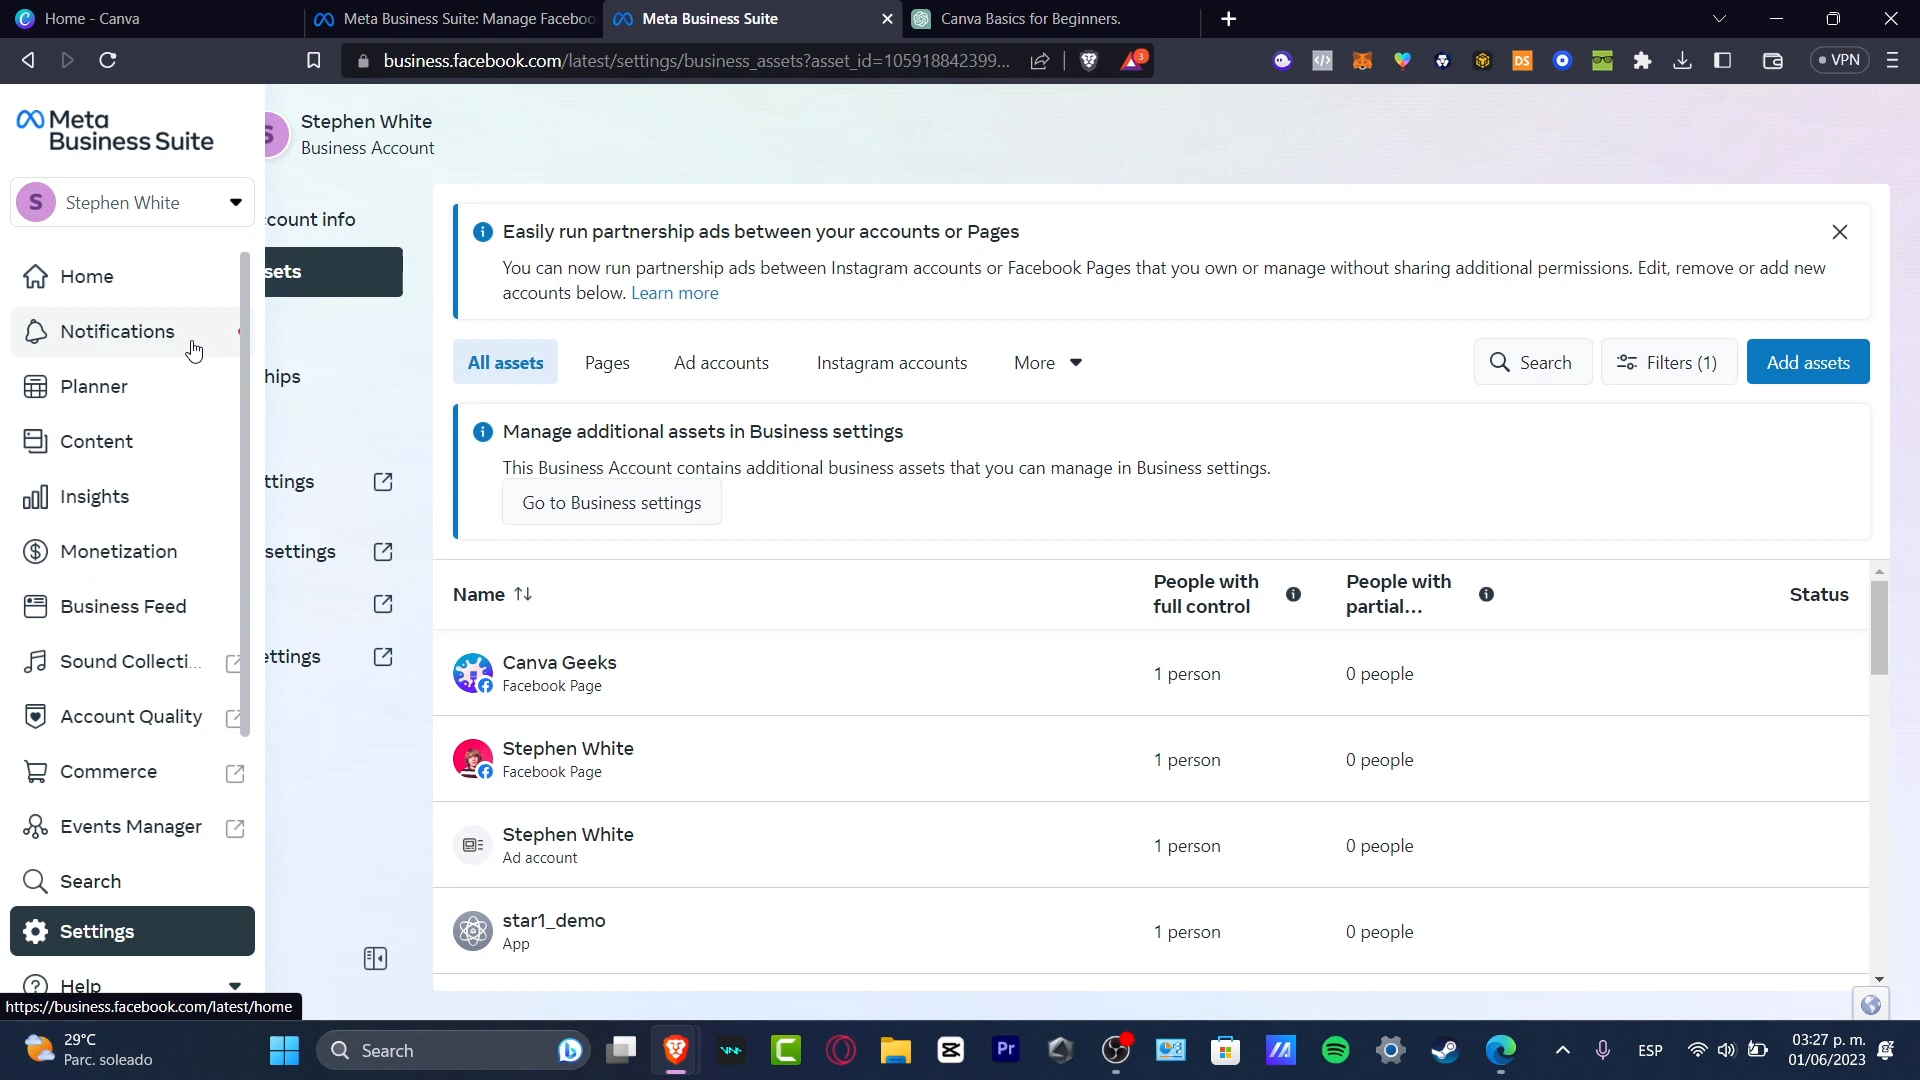 Home - Canva
Meta Business Suite: Manage Faceboo
Meta Business Suite
Canva Basics for Beginners.
business.facebook.com/latest/settings/business_assets?asset_id=105918842399...
3
DS
VPN
Meta
Business Suite
S
Stephen White
Business Account
S
Stephen White
Home
Notifications
Planner
Content
Insights
Monetization
Business Feed
Sound Collecti...
Account Quality
Commerce
Events Manager
Search
Settings
Help
https://business.facebook.com/latest/home
count info
sets
hips
ttings
settings
ettings
Easily run partnership ads between your accounts or Pages
You can now run partnership ads between Instagram accounts or Facebook Pages that you own or manage without sharing additional permissions. Edit, remove or add new
accounts below. Learn more
All assets
Pages
Ad accounts
Instagram accounts
More
Search
Filters (1)
Add assets
Manage additional assets in Business settings
This Business Account contains additional business assets that you can manage in Business settings.
Go to Business settings
Name
People with
full control
People with
partial...
Status
Canva Geeks
Facebook Page
1 person
0 people
Stephen White
Facebook Page
1 person
0 people
Stephen White
Ad account
1 person
0 people
star1_demo
App
1 person
0 people
29°C
Parc. soleado
Search
Pr
ESP
03:27 p. m.
01/06/2023